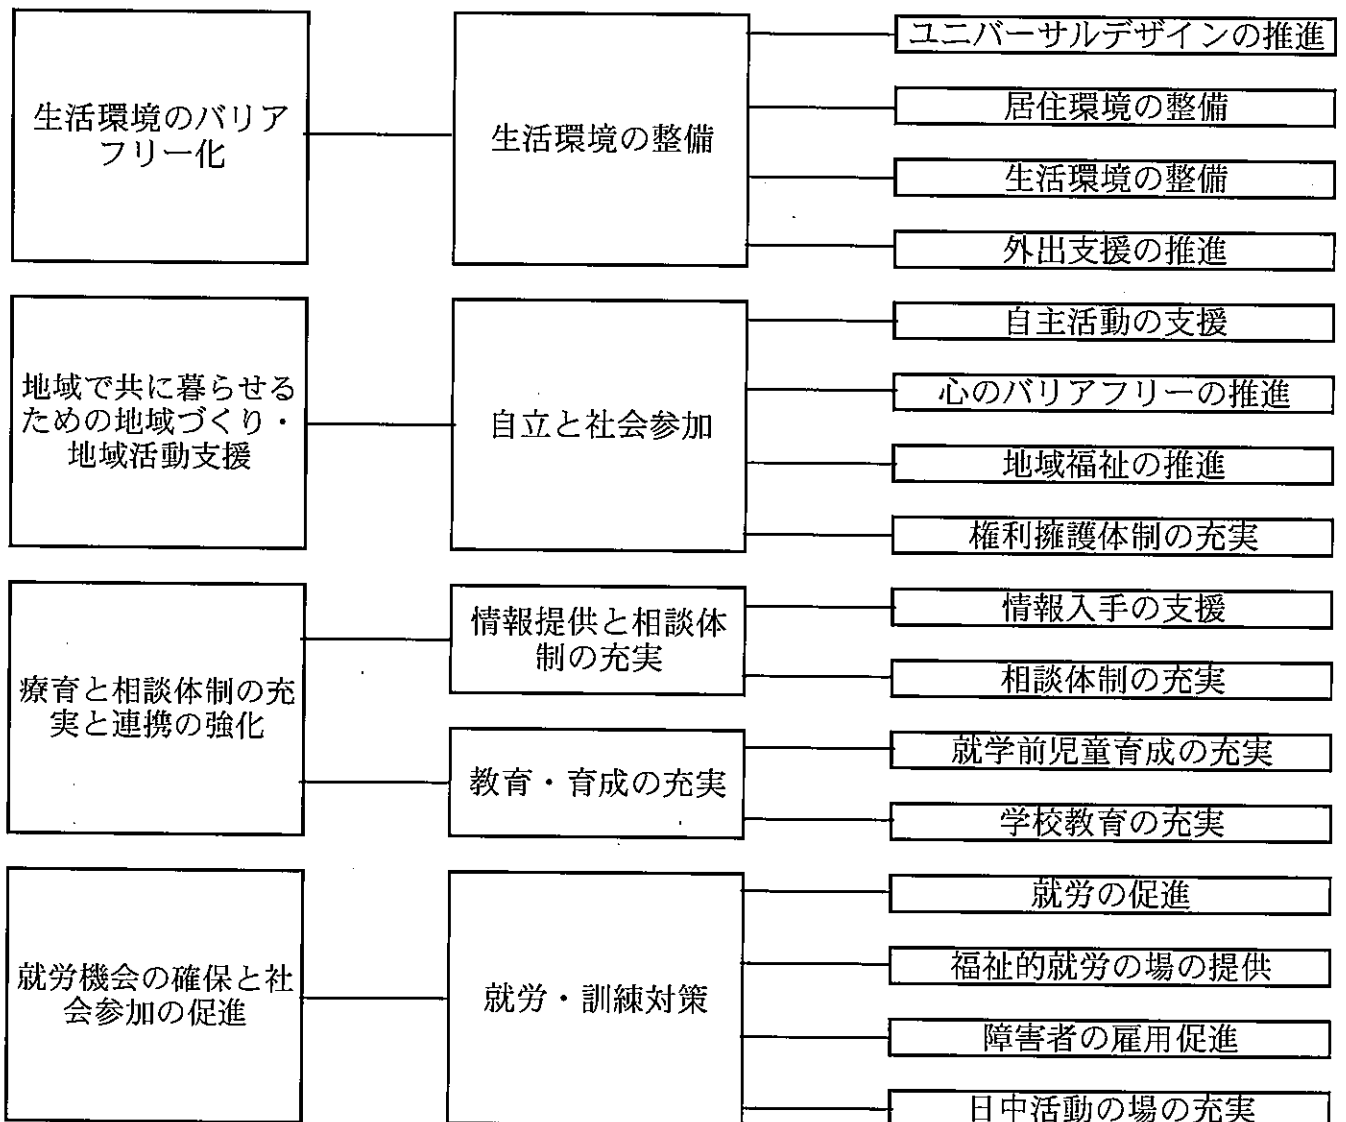 生活環境のバリア
フリー化
生活環境の整備
ユニバーサルデザインの推進
居住環境の整備
生活環境の整備
外出支援の推進
地域で共に暮らせる
ための地域づくり・
地域活動支援
自立と社会参加
自主活動の支援
心のバリアフリーの推進
地域福祉の推進
権利擁護体制の充実
療育と相談体制の充
実と連携の強化
情報提供と相談体
制の充実
情報入手の支援
相談体制の充実
教育・育成の充実
就学前児童育成の充実
学校教育の充実
就労機会の確保と社
会参加の促進
就労・訓練対策
就労の促進
福祉的就労の場の提供
障害者の雇用促進
日中活動の場の充実